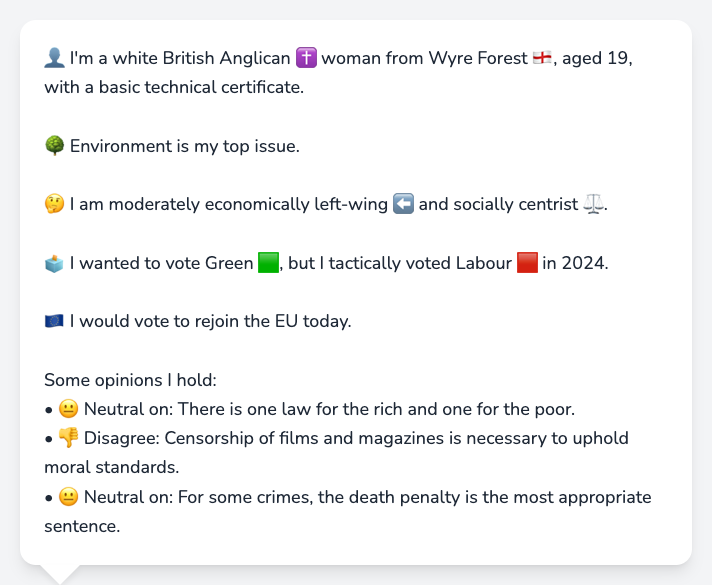 👤 I'm a white British Anglican ✝️ woman from Wyre Forest 🏴󠁧󠁢󠁥󠁮󠁧󠁿, aged 19,
with a basic technical certificate.
🌳 Environment is my top issue.
🤔 I am moderately economically left-wing ⬅️ and socially centrist ⚖️.
🗳️ I wanted to vote Green 🟩, but I tactically voted Labour 🟥 in 2024.
🇪🇺 I would vote to rejoin the EU today.
Some opinions I hold:
• 😐 Neutral on: There is one law for the rich and one for the poor.
• 👎 Disagree: Censorship of films and magazines is necessary to uphold
moral standards.
• 😐 Neutral on: For some crimes, the death penalty is the most appropriate
sentence.